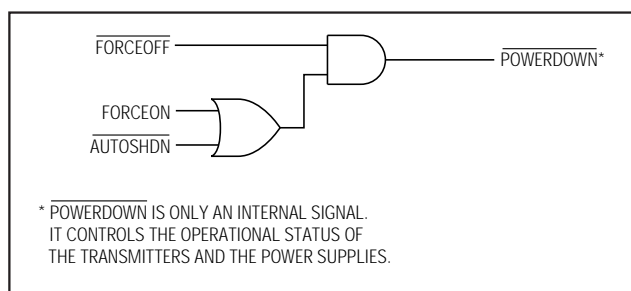 FORCEOFF
POWERDOWN*
FORCEON
AUTOSHDN
* POWERDOWN IS ONLY AN INTERNAL SIGNAL.
IT CONTROLS THE OPERATIONAL STATUS OF
THE TRANSMITTERS AND THE POWER SUPPLIES.